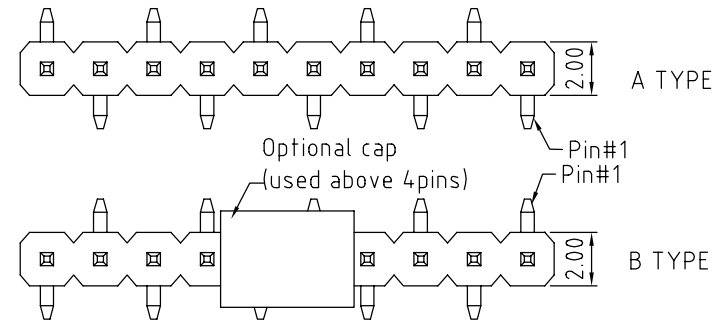 2.00
A TYPE
Pin#1
Optional cap
(used above 4pins)
Pin#1
2.00
B TYPE